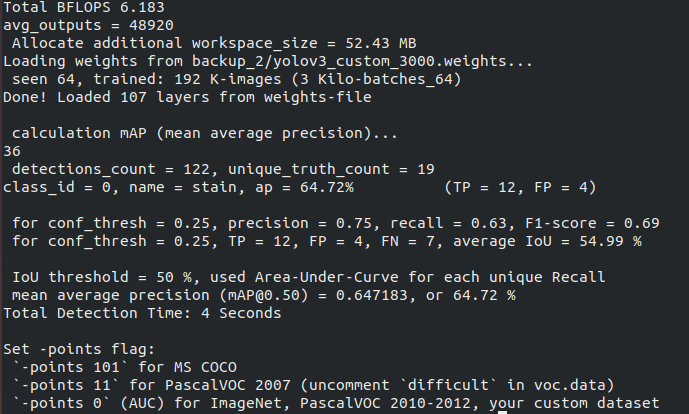 Total BFLOPS 6.183
avg_outputs = 48920
Allocate additional workspace_size = 52.43 MB
Loading weights from backup_2/yolov3_custom_3000.weights...
seen 64, trained: 192 K-images (3 Kilo-batches_64)
Done! Loaded 107 layers from weights-file
calculation mAP (mean average precision)...
36
detections_count = 122, unique_truth_count = 19
class_id = 0, name = stain, ap = 64.72% (TP = 12, FP = 4)
for conf_thresh = 0.25, precision = 0.75, recall = 0.63, F1-score = 0.69
for conf_thresh = 0.25, TP = 12, FP = 4, FN = 7, average IoU = 54.99 %
IoU threshold = 50 %, used Area-Under-Curve for each unique Recall
mean average precision (mAP@0.50) = 0.647183, or 64.72 %
Total Detection Time: 4 Seconds
Set -points flag:
`-points 101` for MS COCO
`-points 11` for PascalVOC 2007 (uncomment `difficult` in voc.data)
`-points 0` (AUC) for ImageNet, PascalVOC 2010-2012, your custom dataset